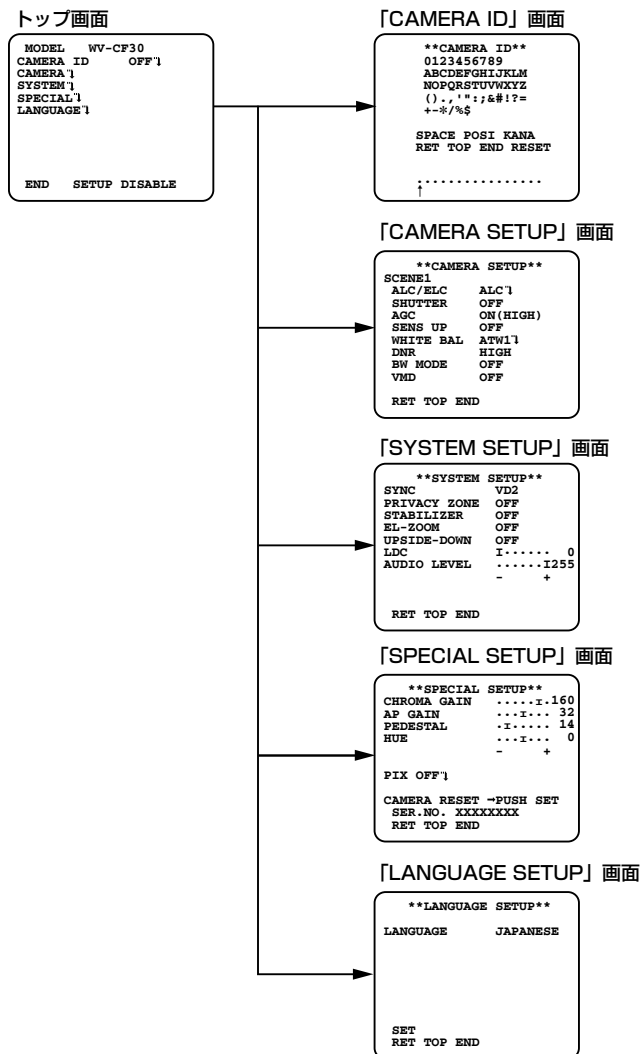 トップ画面
MODEL WV-CF30
CAMERA ID OFF
CAMERA
SYSTEM
SPECIAL
LANGUAGE
END SETUP DISABLE
「CAMERA ID」画面
**CAMERA ID**
0123456789
ABCDEFGHIJKLM
NOPQRSTUVWXYZ
().,'":;&#!?=
+-*/%$
SPACE POSI KANA
RET TOP END RESET
................
↑
「CAMERA SETUP」画面
**CAMERA SETUP**
SCENE1
ALC/ELC ALC
SHUTTER OFF
AGC ON(HIGH)
SENS UP OFF
WHITE BAL ATW1
DNR HIGH
BW MODE OFF
VMD OFF
RET TOP END
「SYSTEM SETUP」画面
**SYSTEM SETUP**
SYNC VD2
PRIVACY ZONE OFF
STABILIZER OFF
EL-ZOOM OFF
UPSIDE-DOWN OFF
LDC I...... 0
AUDIO LEVEL ......I255
- +
RET TOP END
「SPECIAL SETUP」画面
**SPECIAL SETUP**
CHROMA GAIN .....I.160
AP GAIN ...I... 32
PEDESTAL .I..... 14
HUE ...I... 0
- +
PIX OFF
CAMERA RESET →PUSH SET
SER.NO. XXXXXXXX
RET TOP END
「LANGUAGE SETUP」画面
**LANGUAGE SETUP**
LANGUAGE JAPANESE
SET
RET TOP END